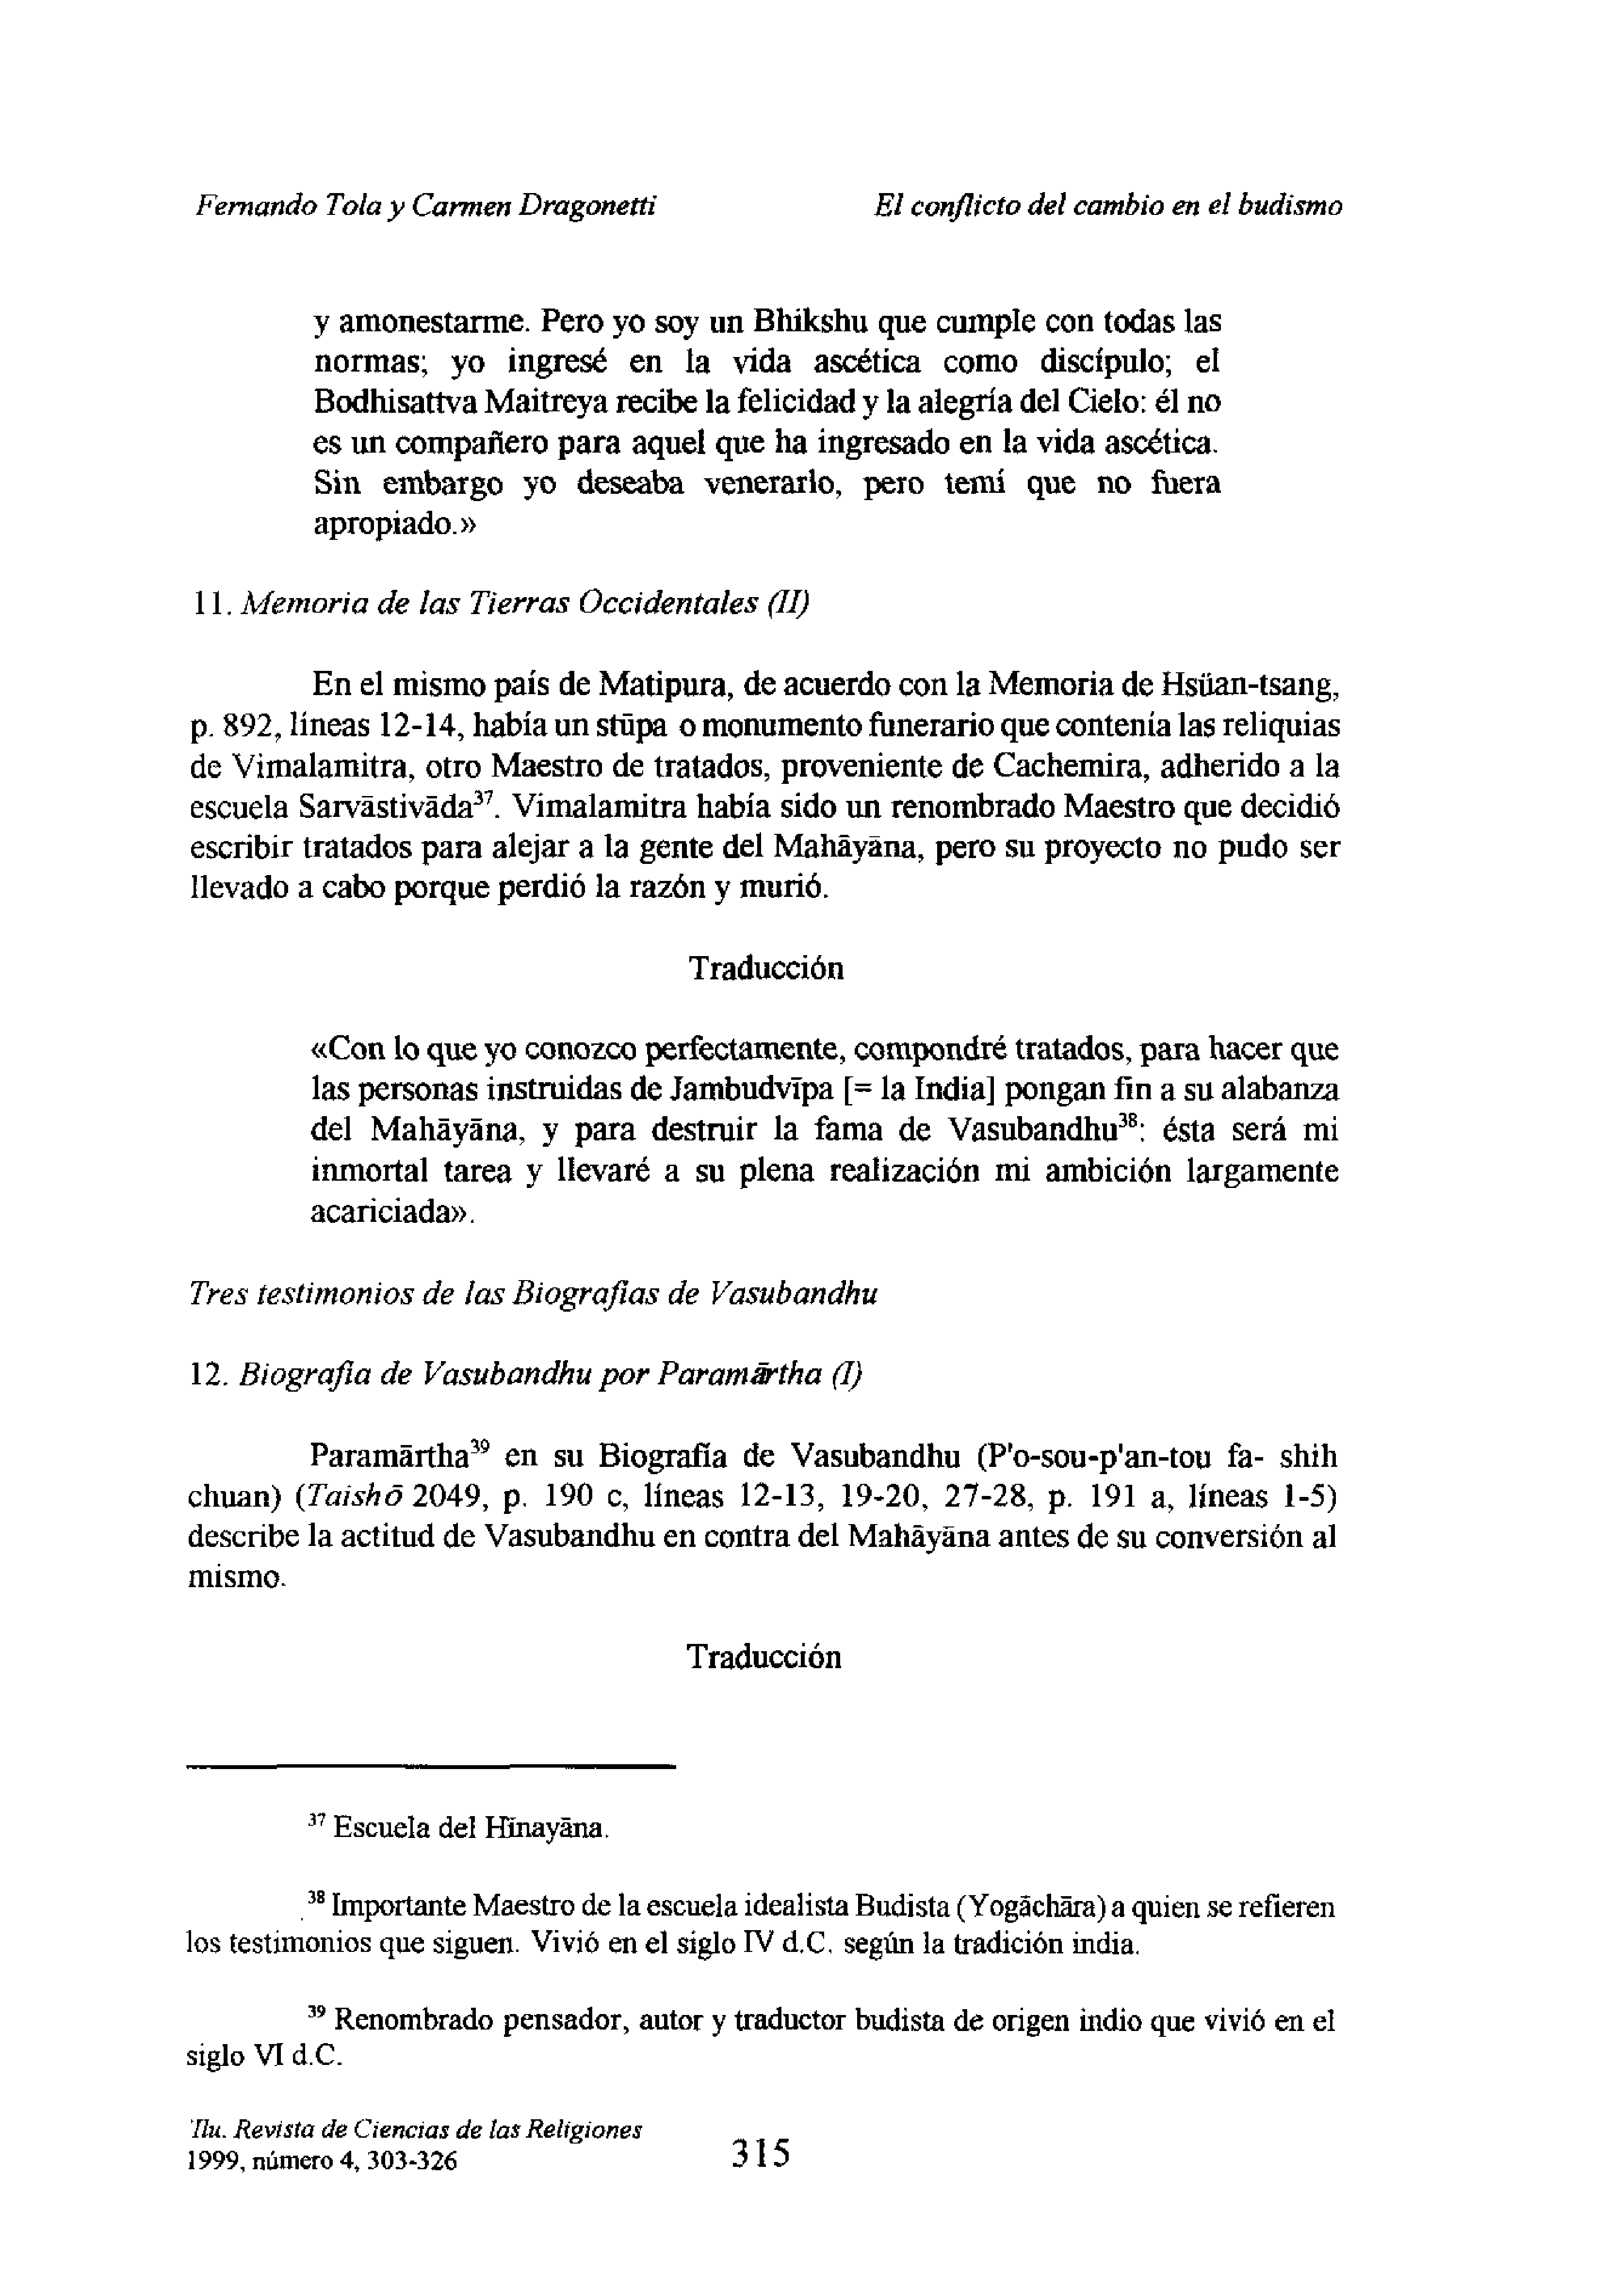 Fernando Tola y Carmen Dragonetti El conflicto del cambio en el budismo
y amonestarme. Pero yo soy un Bhikshu que cumple con todas las
normas; yo ingresé en la vida ascética como discípulo; el
Bodhisattva Maitreya recibe la felicidad y la alegría del Cielo: él no
es un compañero para aquel que ha ingresado en la vida ascética.
Sin embargo yo deseaba venerarlo, pero temí que no fuera
apropiado.»
11. Memoria de las Tierras Occidentales (II)
En el mismo país de Matipura, de acuerdo con la Memoria de Hsüan-tsang,
p. 892, líneas 12-14, había un stūpa o monumento funerario que contenía las reliquias
de Vimalamitra, otro Maestro de tratados, proveniente de Cachemira, adherido a la
escuela Sarvāstivāda³⁷. Vimalamitra había sido un renombrado Maestro que decidió
escribir tratados para alejar a la gente del Mahāyāna, pero su proyecto no pudo ser
llevado a cabo porque perdió la razón y murió.
Traducción
«Con lo que yo conozco perfectamente, compondré tratados, para hacer que
las personas instruidas de Jambudvīpa [= la India] pongan fin a su alabanza
del Mahāyāna, y para destruir la fama de Vasubandhu³⁸: ésta será mi
inmortal tarea y llevaré a su plena realización mi ambición largamente
acariciada».
Tres testimonios de las Biografías de Vasubandhu
12. Biografía de Vasubandhu por Paramārtha (I)
Paramārtha³⁹ en su Biografía de Vasubandhu (P'o-sou-p'an-tou fa- shih
chuan) (Taishō 2049, p. 190 c, líneas 12-13, 19-20, 27-28, p. 191 a, líneas 1-5)
describe la actitud de Vasubandhu en contra del Mahāyāna antes de su conversión al
mismo.
Traducción
³⁷ Escuela del Hīnayāna.
³⁸ Importante Maestro de la escuela idealista Budista (Yogāchāra) a quien se refieren
los testimonios que siguen. Vivió en el siglo IV d.C. según la tradición india.
³⁹ Renombrado pensador, autor y traductor budista de origen indio que vivió en el
siglo VI d.C.
'Ilu. Revista de Ciencias de las Religiones
1999, número 4, 303-326 315